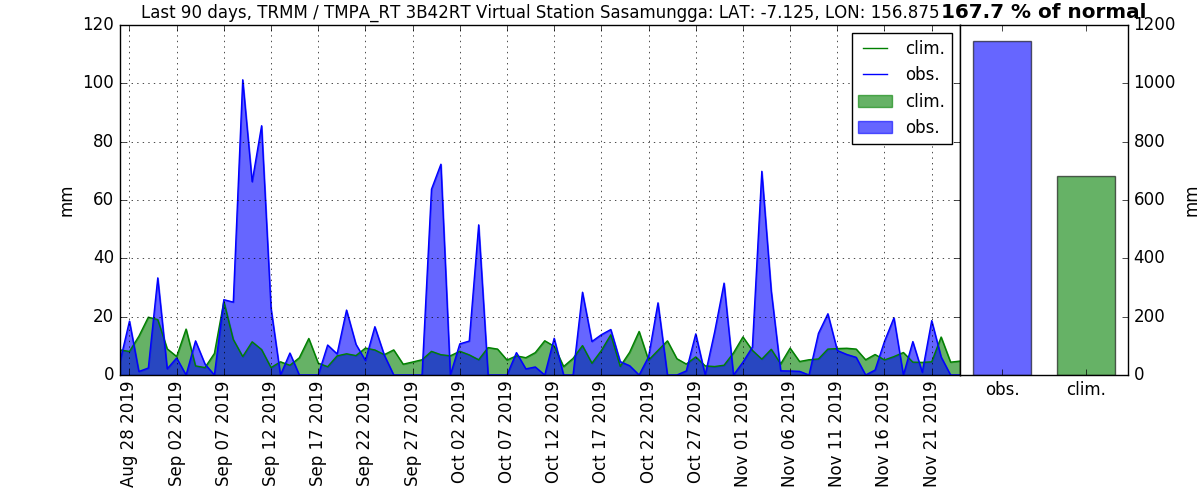 Last 90 days, TRMM / TMPA_RT 3B42RT Virtual Station Sasamungga: LAT: -7.125, LON: 156.875
167.7 % of normal
mm
120
100
80
60
40
20
0
clim.
obs.
clim.
obs.
1200
1000
800
600
400
200
0
mm
Aug 28 2019
Sep 02 2019
Sep 07 2019
Sep 12 2019
Sep 17 2019
Sep 22 2019
Sep 27 2019
Oct 02 2019
Oct 07 2019
Oct 12 2019
Oct 17 2019
Oct 22 2019
Oct 27 2019
Nov 01 2019
Nov 06 2019
Nov 11 2019
Nov 16 2019
Nov 21 2019
obs.
clim.